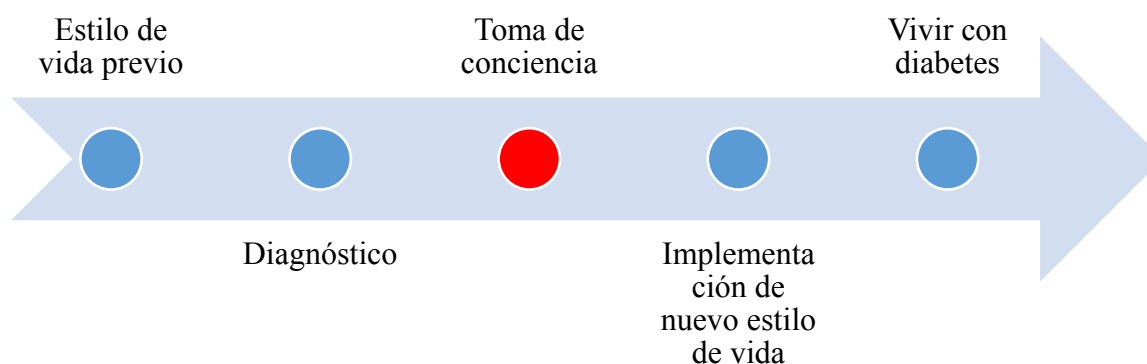 Estilo de
vida previo
Diagnóstico
Toma de
conciencia
Implementa
ción de
nuevo estilo
de vida
Vivir con
diabetes